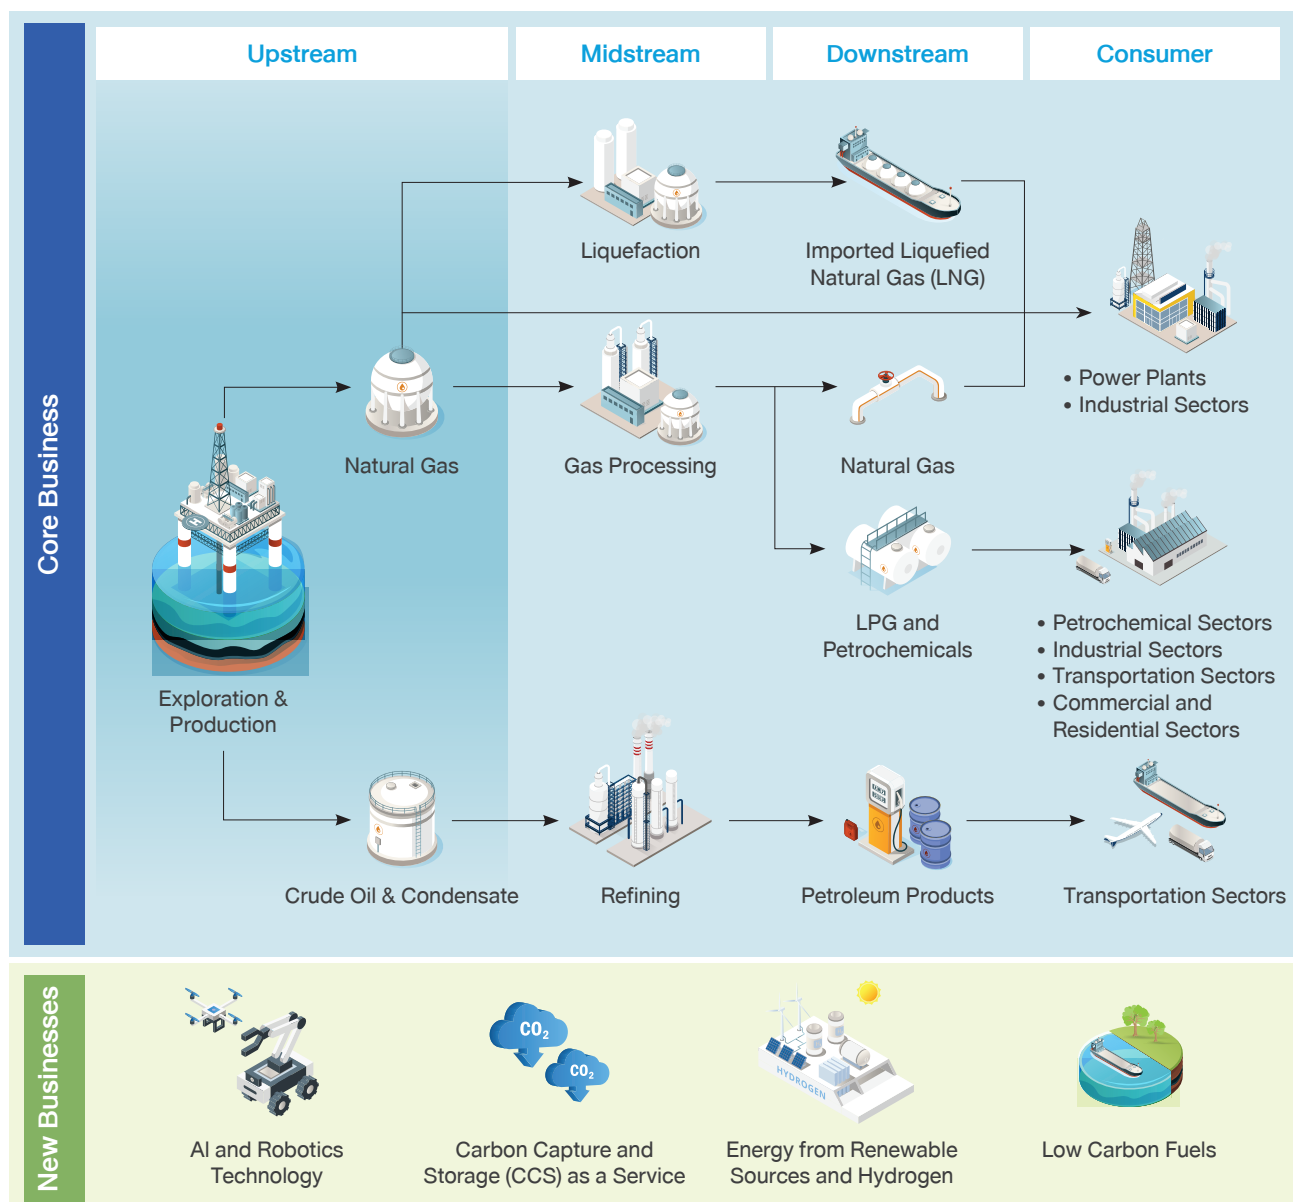 Core Business
Upstream
Midstream
Downstream
Consumer
Liquefaction
Imported Liquefied
Natural Gas (LNG)
• Power Plants
• Industrial Sectors
Natural Gas
Gas Processing
Natural Gas
LPG and
Petrochemicals
• Petrochemical Sectors
• Industrial Sectors
• Transportation Sectors
• Commercial and
Residential Sectors
H
Exploration &
Production
Crude Oil & Condensate
Refining
Petroleum Products
Transportation Sectors
New Businesses
CO₂
CO₂
HYDROGEN
AI and Robotics
Technology
Carbon Capture and
Storage (CCS) as a Service
Energy from Renewable
Sources and Hydrogen
Low Carbon Fuels